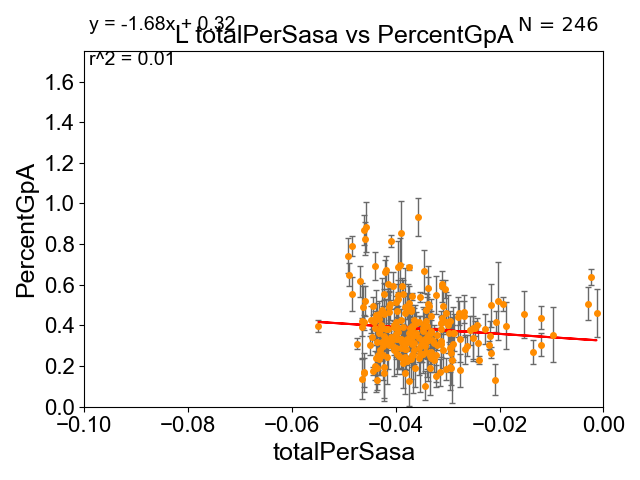 y = -1.68x + 0.32
N = 246
L totalPerSasa vs PercentGpA
r^2 = 0.01
PercentGpA
1.6
1.4
1.2
1.0
0.8
0.6
0.4
0.2
0.0
−0.10
−0.08
−0.06
−0.04
−0.02
0.00
totalPerSasa